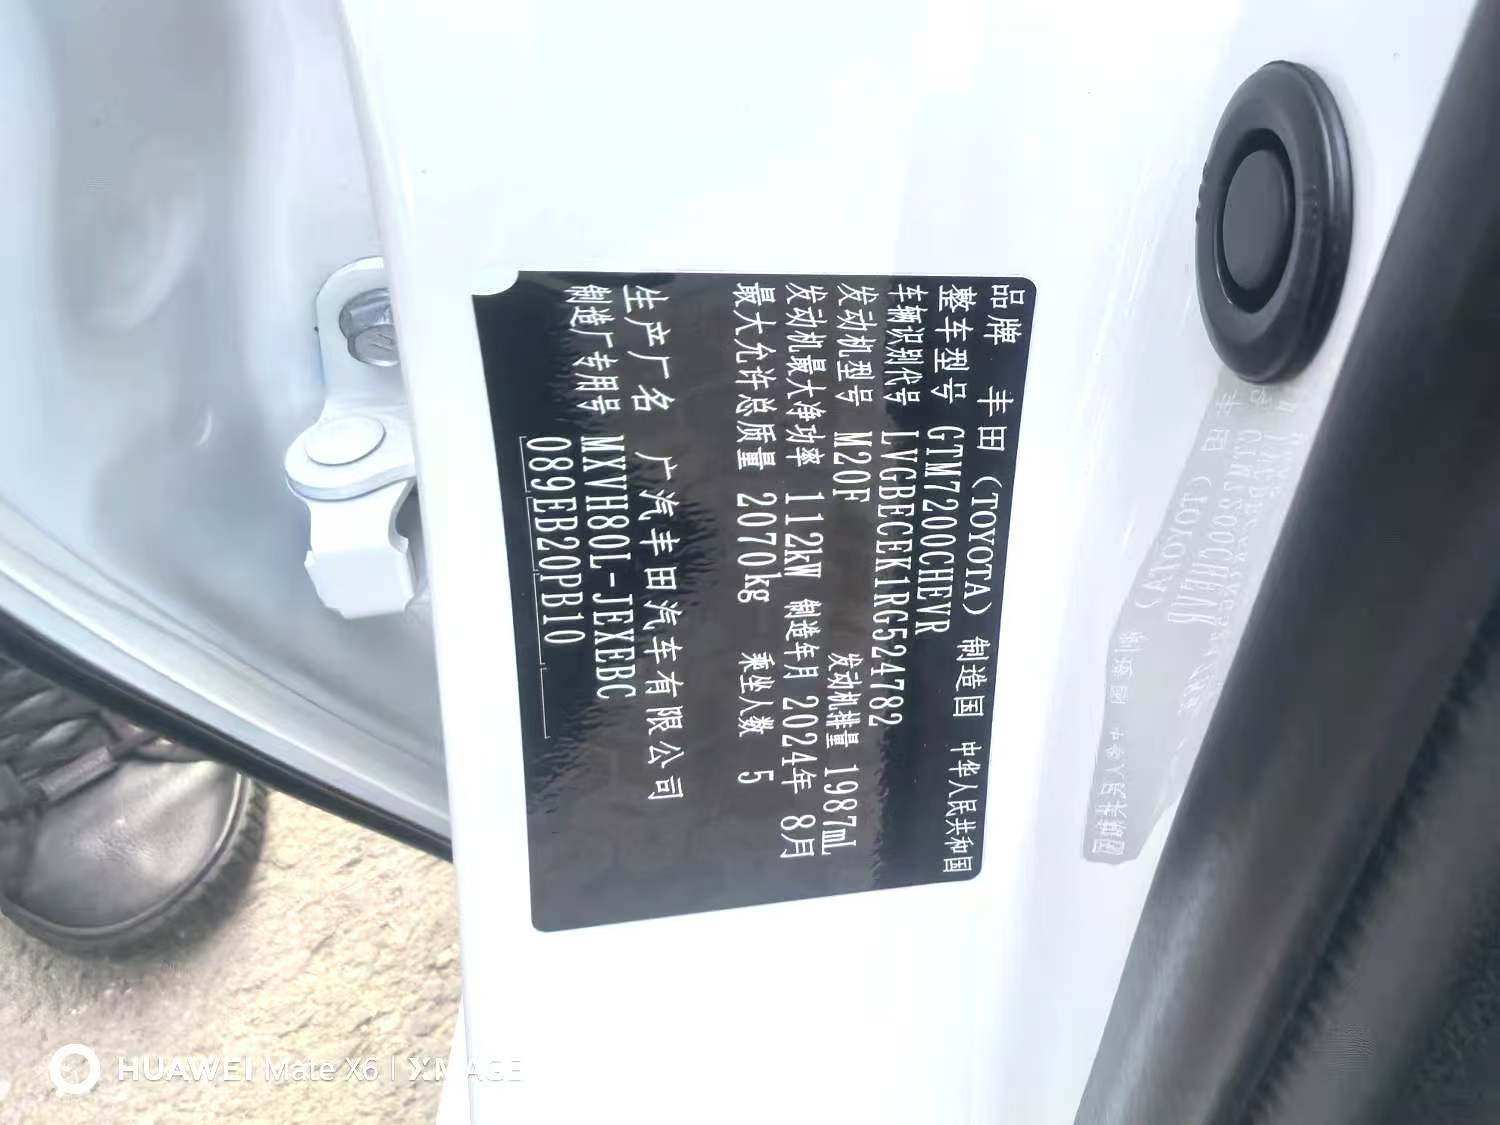 品牌 丰田（TOYOTA） 制造国 中华人民共和国
整车型号 GTM7200CHEVR
车辆识别代号 LVGBECEK1RG524782
发动机型号 M20F 发动机排量 1987mL
发动机最大净功率 112kW 制造年月 2024年 8月
最大允许总质量 2070kg 乘坐人数 5
生产厂名 广汽丰田汽车有限公司
制造厂专用号 MXVH80L-JEXEBC
089EB20PB10
HUAWEI Mate X6 | XMAGE